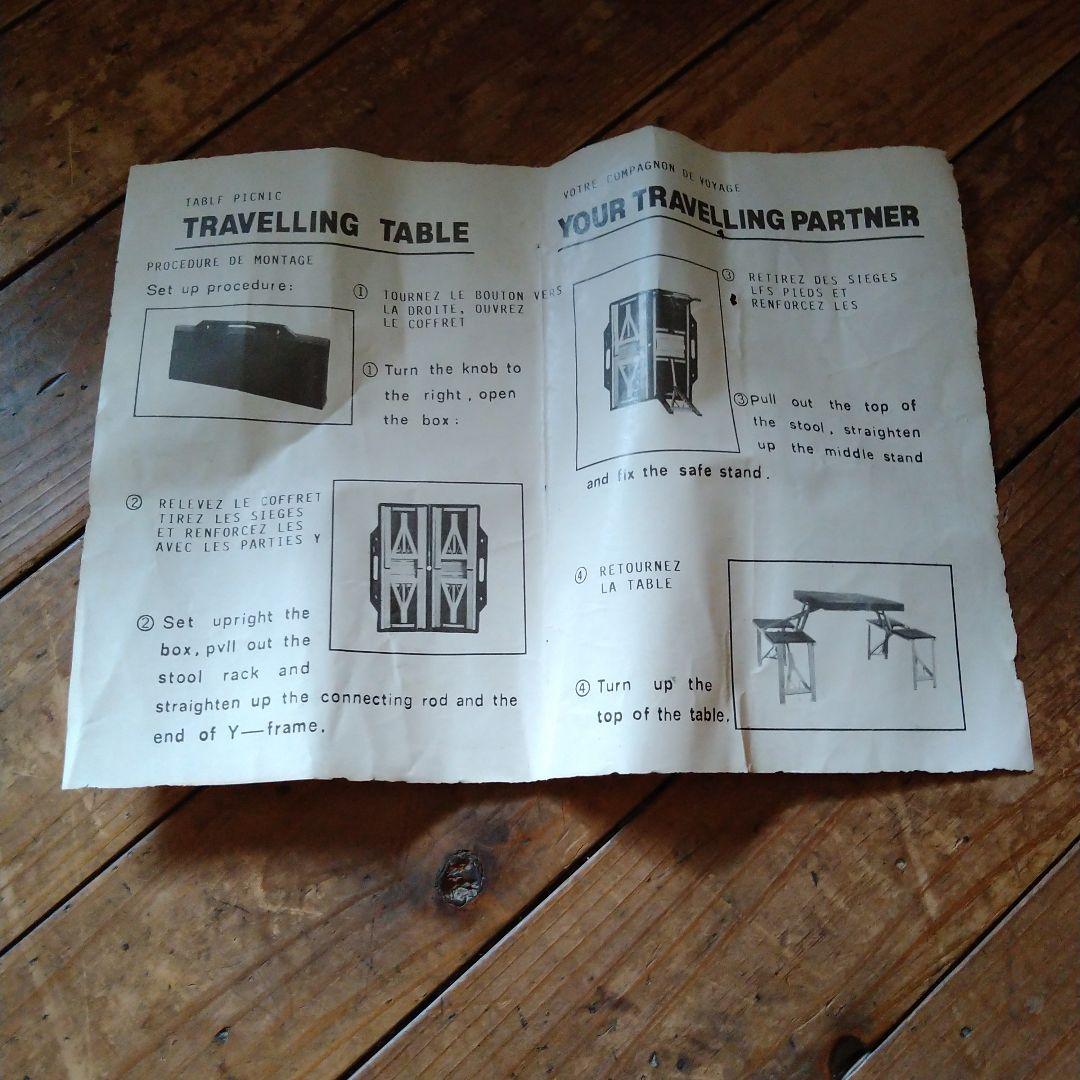 TABLE PICNIC
TRAVELLING TABLE
PROCEDURE DE MONTAGE
Set up procedure:
① TOURNEZ LE BOUTON VERS
LA DROITE, OUVREZ
LE COFFRET
① Turn the knob to
the right, open
the box:
② RELEVEZ LE COFFRET
TIREZ LES SIEGES
ET RENFORCEZ LES
AVEC LES PARTIES Y
② Set upright the
box, pvll out the
stool rack and
straighten up the connecting rod and the
end of Y—frame.
VOTRE COMPAGNON DE VOYAGE
YOUR TRAVELLING PARTNER
③ RETIREZ DES SIEGES
LES PIEDS ET
RENFORCEZ LES
③ Pull out the top of
the stool, straighten
up the middle stand
and fix the safe stand.
④ RETOURNEZ
LA TABLE
④ Turn up the
top of the table.